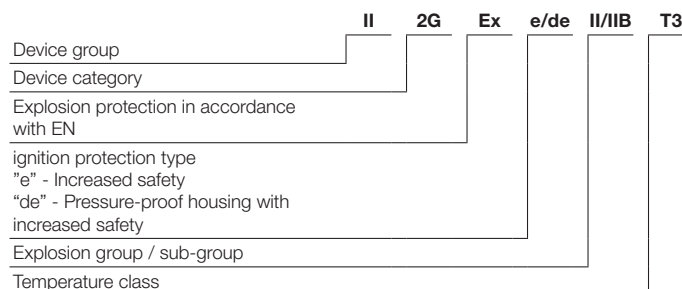 II 2G Ex e/de II/IIB T3
Device group
Device category
Explosion protection in accordance
with EN
ignition protection type
”e” - Increased safety
“de” - Pressure-proof housing with
increased safety
Explosion group / sub-group
Temperature class